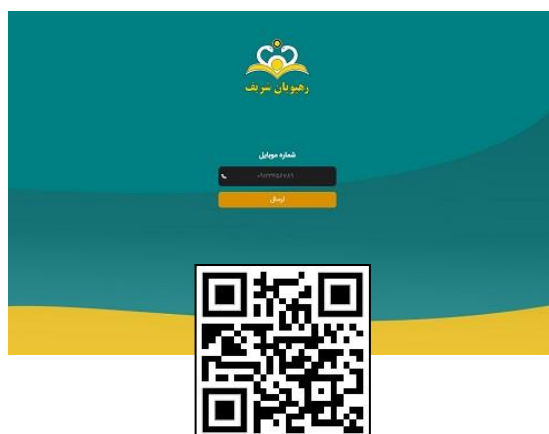 رهپویان شریف
شماره موبایل
ارسال